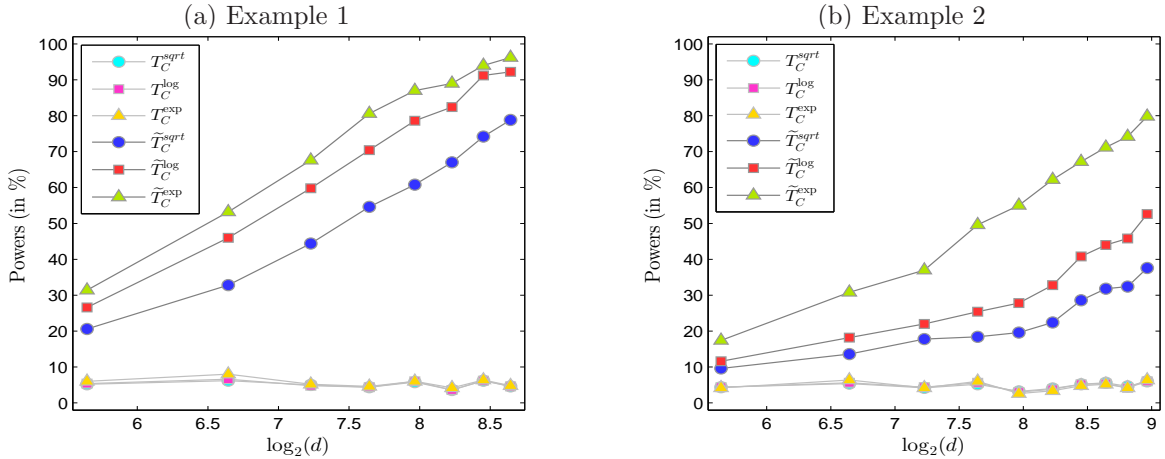 (a) Example 1
100
90
80
70
60
50
40
30
20
10
0
Powers (in %)
T_C^{sqrt}
T_C^{log}
T_C^{exp}
T̃_C^{sqrt}
T̃_C^{log}
T̃_C^{exp}
6 6.5 7 7.5 8 8.5
log₂(d)
(b) Example 2
100
90
80
70
60
50
40
30
20
10
0
Powers (in %)
T_C^{sqrt}
T_C^{log}
T_C^{exp}
T̃_C^{sqrt}
T̃_C^{log}
T̃_C^{exp}
6 6.5 7 7.5 8 8.5 9
log₂(d)